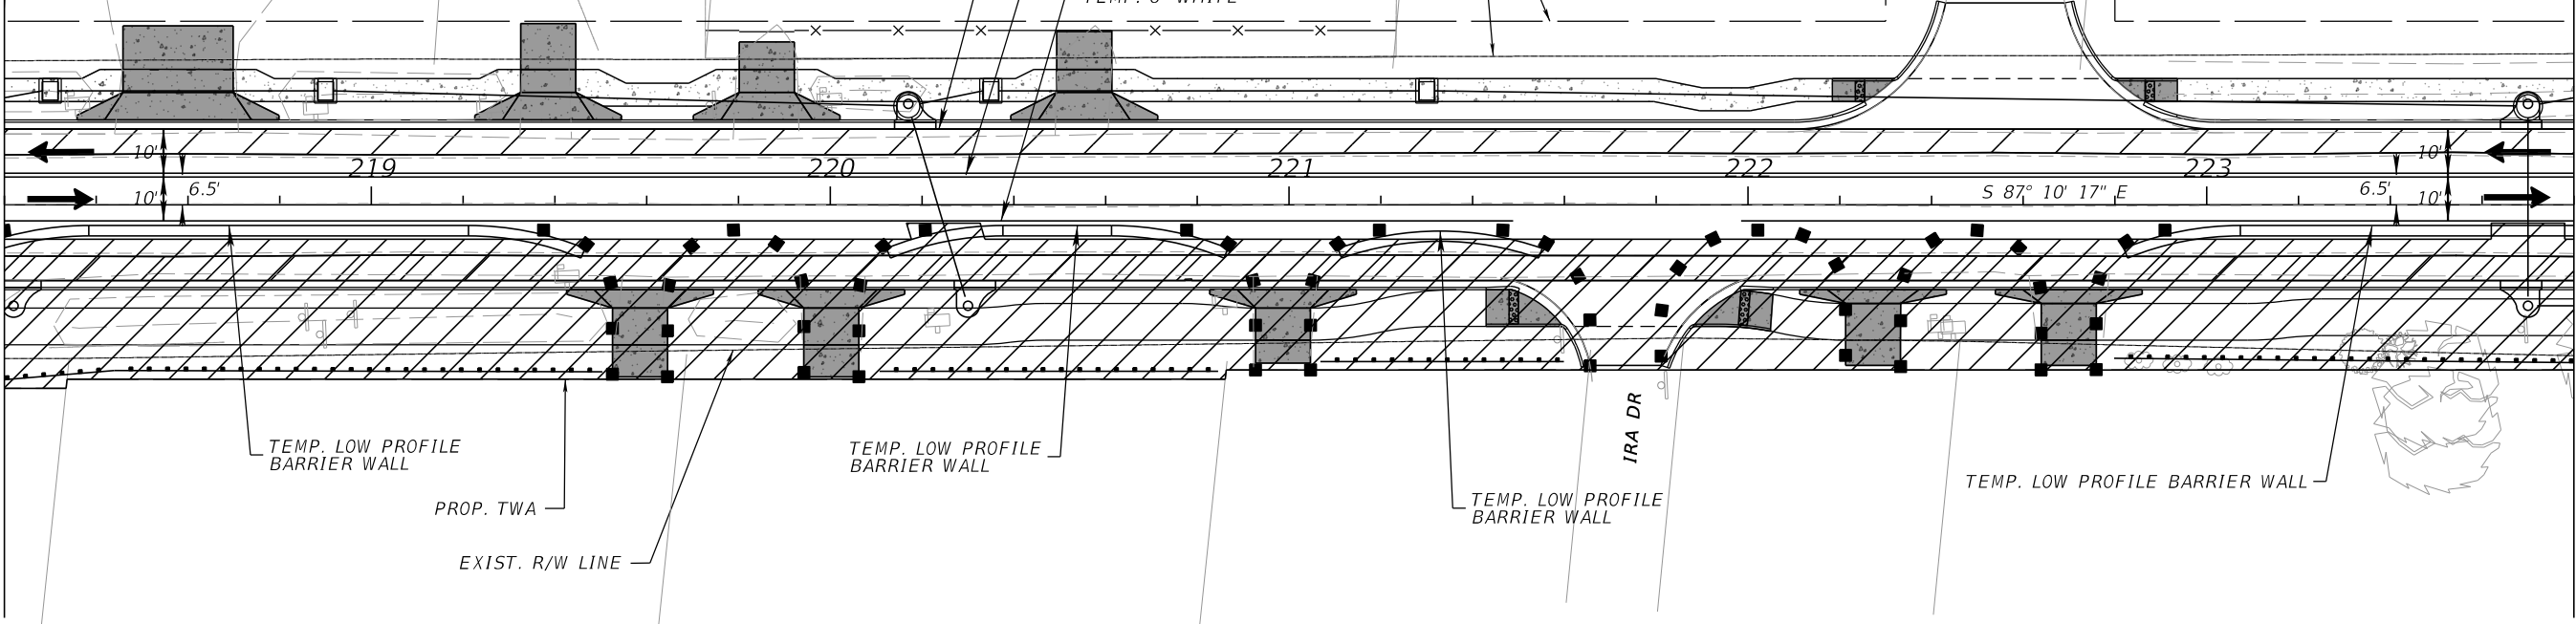 TEMP. 6" WHITE
10'
219
220
221
222
223
10'
10'
6.5'
S 87° 10' 17" E
6.5'
10'
TEMP. LOW PROFILE
BARRIER WALL
TEMP. LOW PROFILE
BARRIER WALL
IRA DR
TEMP. LOW PROFILE BARRIER WALL
PROP. TWA
TEMP. LOW PROFILE
BARRIER WALL
EXIST. R/W LINE